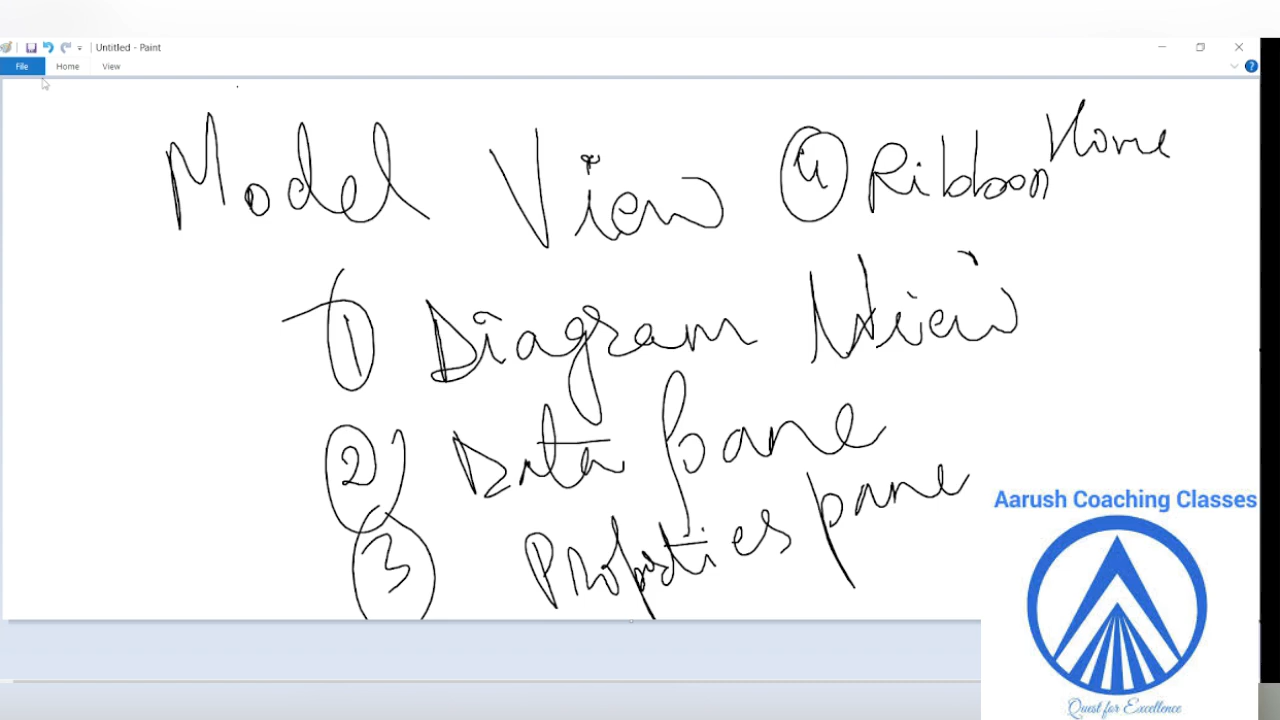 Untitled - Paint
File Home View
Model View 4 Ribbon Home
1 Diagram View
2 Data pane
3 Properties pane
Aarush Coaching Classes
Quest for Excellence